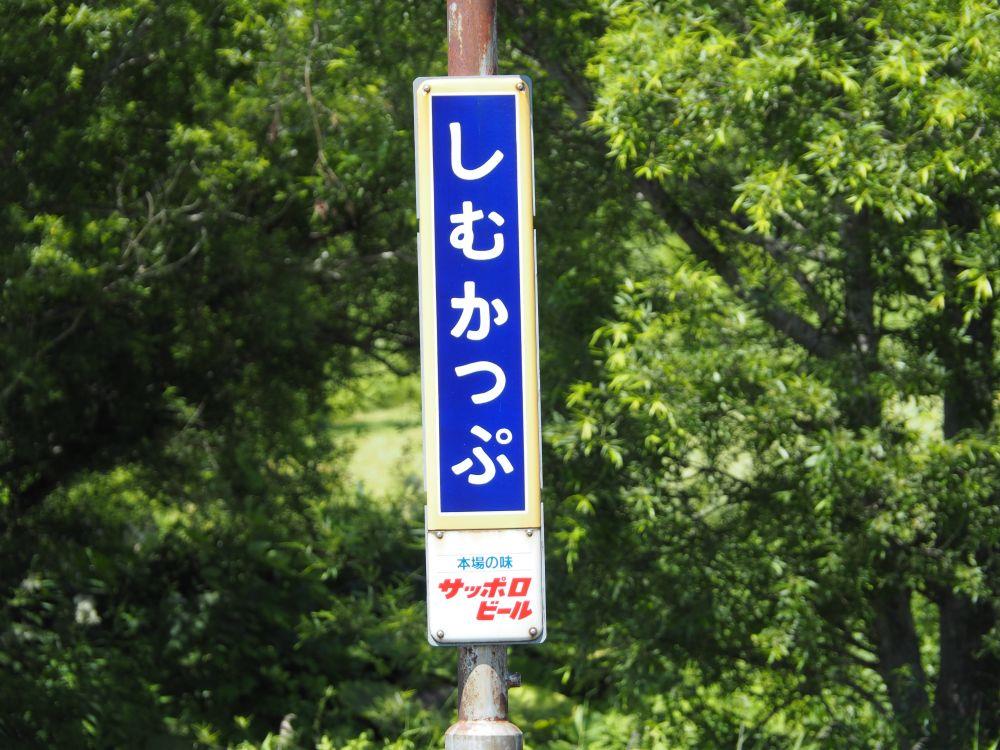 しむかっぷ
本場の味
サッポロ
ビール